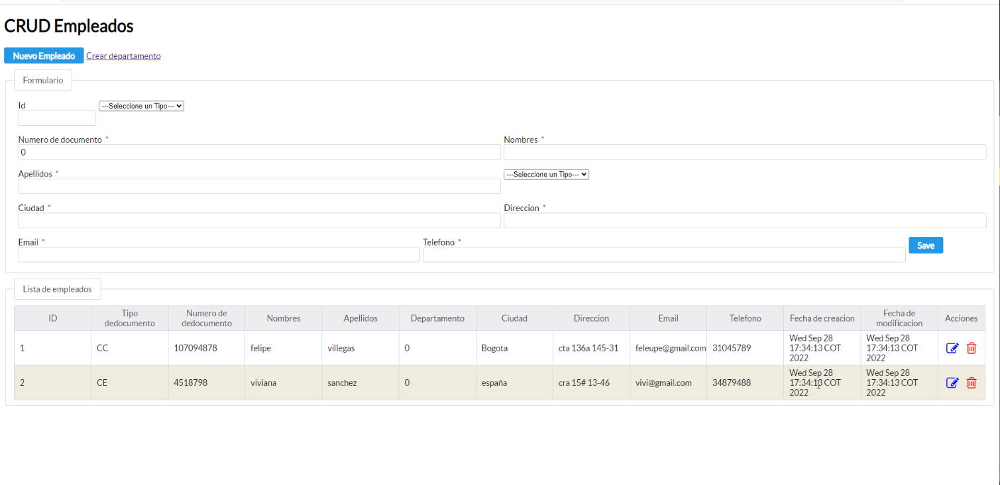 CRUD Empleados
Nuevo Empleado Crear departamento
Formulario
Id ---Seleccione un Tipo---
Numero de documento * Nombres *
0
Apellidos * ---Seleccione un Tipo---
Ciudad * Direccion *
Email * Telefono * Save
Lista de empleados
ID Tipo dedocumento Numero de dedocumento Nombres Apellidos Departamento Ciudad Direccion Email Telefono Fecha de creacion Fecha de modificacion Acciones
1 CC 107094878 felipe villegas 0 Bogota cta 136a 145-31 feleupe@gmail.com 31045789 Wed Sep 28 17:34:13 COT 2022 Wed Sep 28 17:34:13 COT 2022
2 CE 4518798 viviana sanchez 0 españa cra 15# 13-46 vivi@gmail.com 34879488 Wed Sep 28 17:34:13 COT 2022 Wed Sep 28 17:34:13 COT 2022